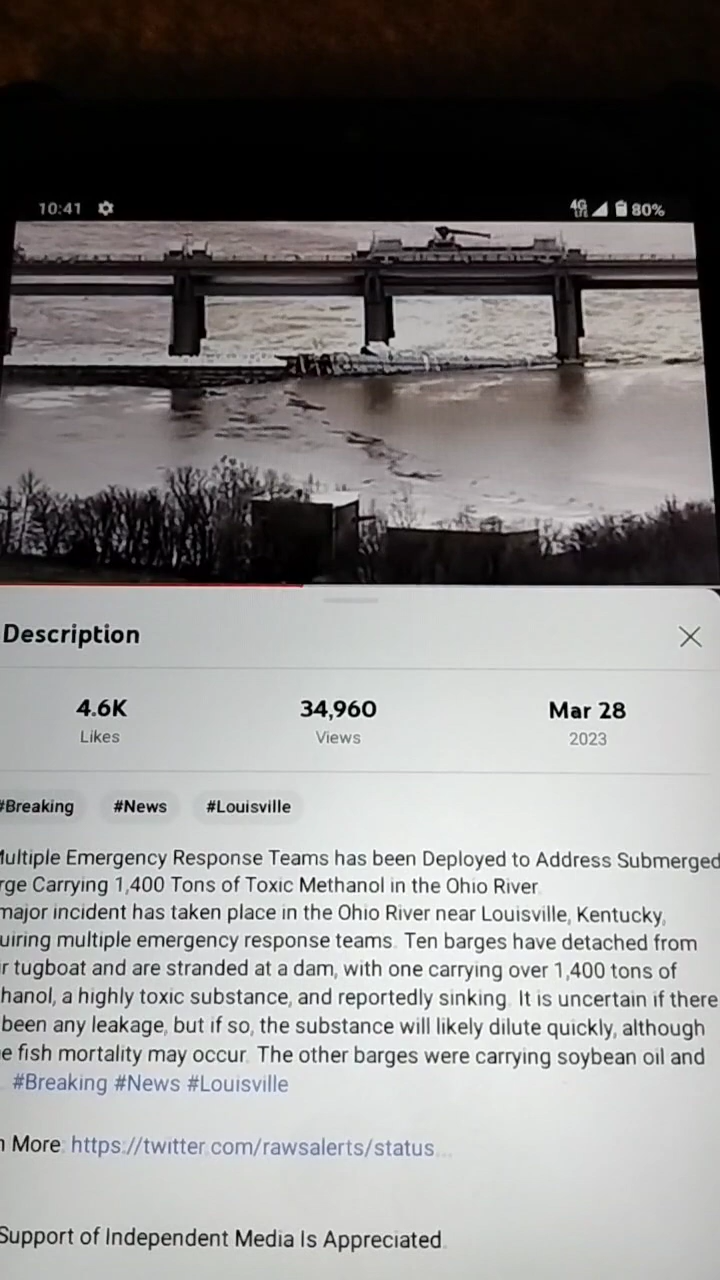 10:41
4G
LTE
80%
Description
4.6K
34,960
Mar 28
Likes
Views
2023
#Breaking
#News
#Louisville
Multiple Emergency Response Teams has been Deployed to Address Submerged
rge Carrying 1,400 Tons of Toxic Methanol in the Ohio River
major incident has taken place in the Ohio River near Louisville, Kentucky,
uiring multiple emergency response teams. Ten barges have detached from
r tugboat and are stranded at a dam, with one carrying over 1,400 tons of
hanol, a highly toxic substance, and reportedly sinking. It is uncertain if there
been any leakage, but if so, the substance will likely dilute quickly, although
e fish mortality may occur. The other barges were carrying soybean oil and
#Breaking #News #Louisville
n More: https://twitter.com/rawsalerts/status...
Support of Independent Media Is Appreciated.